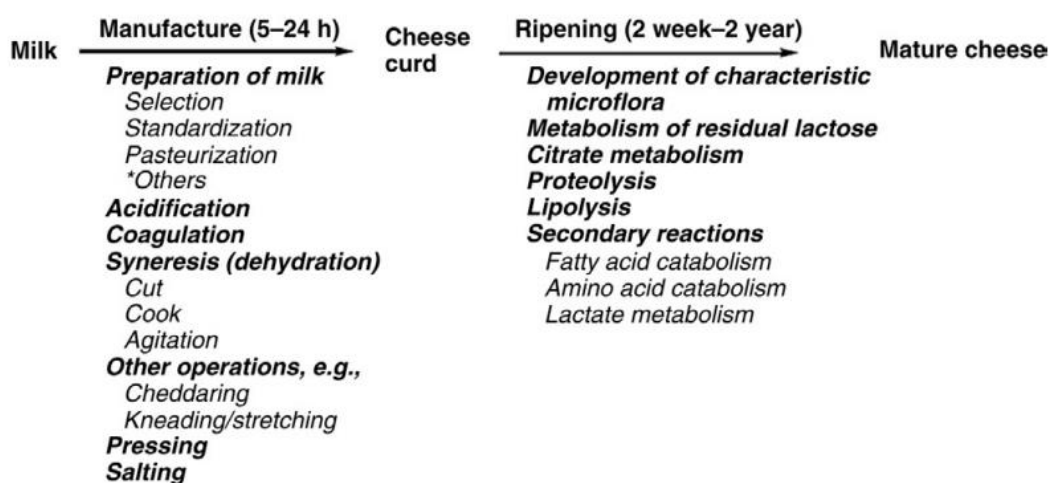 Milk
Manufacture (5–24 h)
Preparation of milk
Selection
Standardization
Pasteurization
*Others
Acidification
Coagulation
Syneresis (dehydration)
Cut
Cook
Agitation
Other operations, e.g.,
Cheddaring
Kneading/stretching
Pressing
Salting
Cheese
curd
Ripening (2 week–2 year)
Development of characteristic
microflora
Metabolism of residual lactose
Citrate metabolism
Proteolysis
Lipolysis
Secondary reactions
Fatty acid catabolism
Amino acid catabolism
Lactate metabolism
Mature cheese